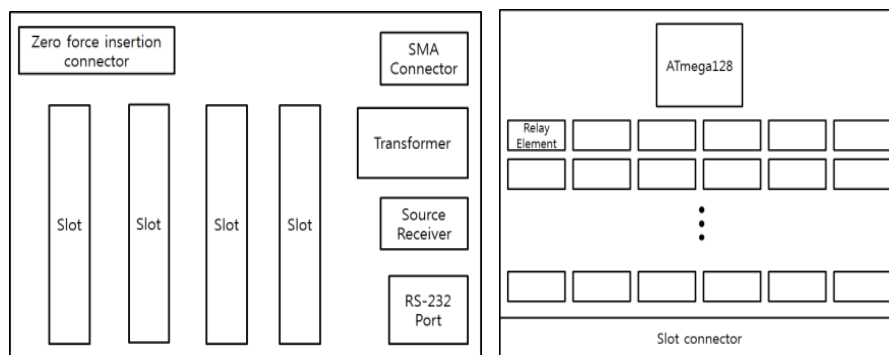 Zero force insertion
connector
SMA
Connector
Transformer
Slot
Slot
Slot
Slot
Source
Receiver
RS-232
Port
ATmega128
Relay
Element
Slot connector